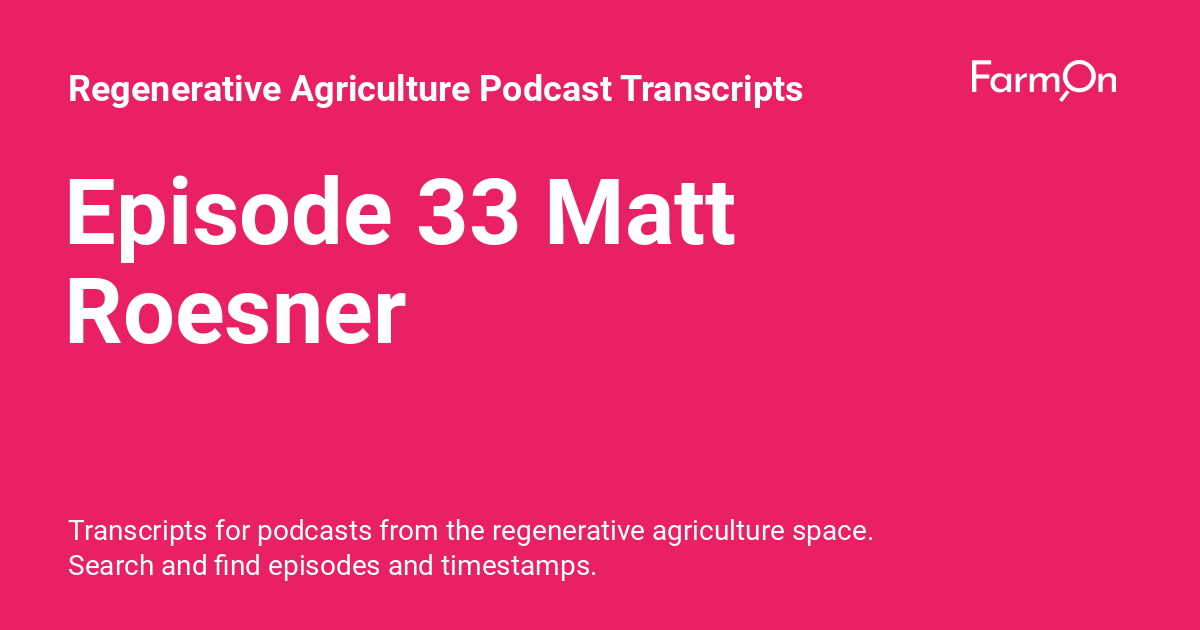 Regenerative Agriculture Podcast Transcripts
FarmOn
Episode 33 Matt
Roesner
Transcripts for podcasts from the regenerative agriculture space.
Search and find episodes and timestamps.